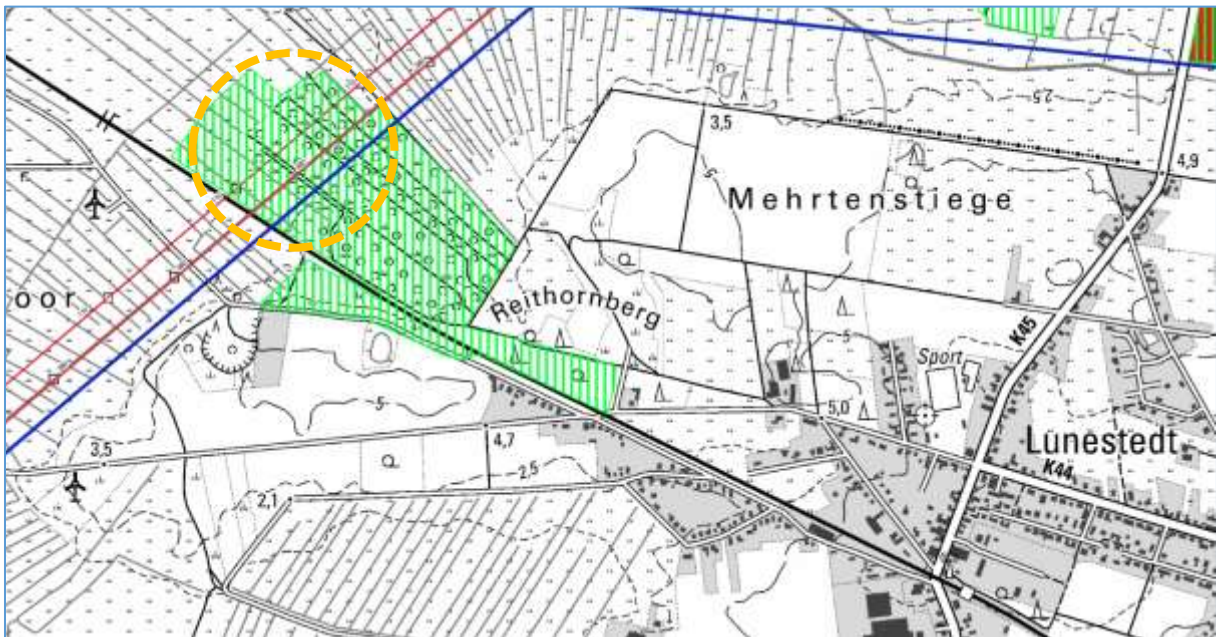 2,5
3,5
4,9
Mehrtenstiege
5
oor
Reithornberg
K45
Sport
5
5,0
Lunestedt
4,7
3,5
K44
2,5
2,1